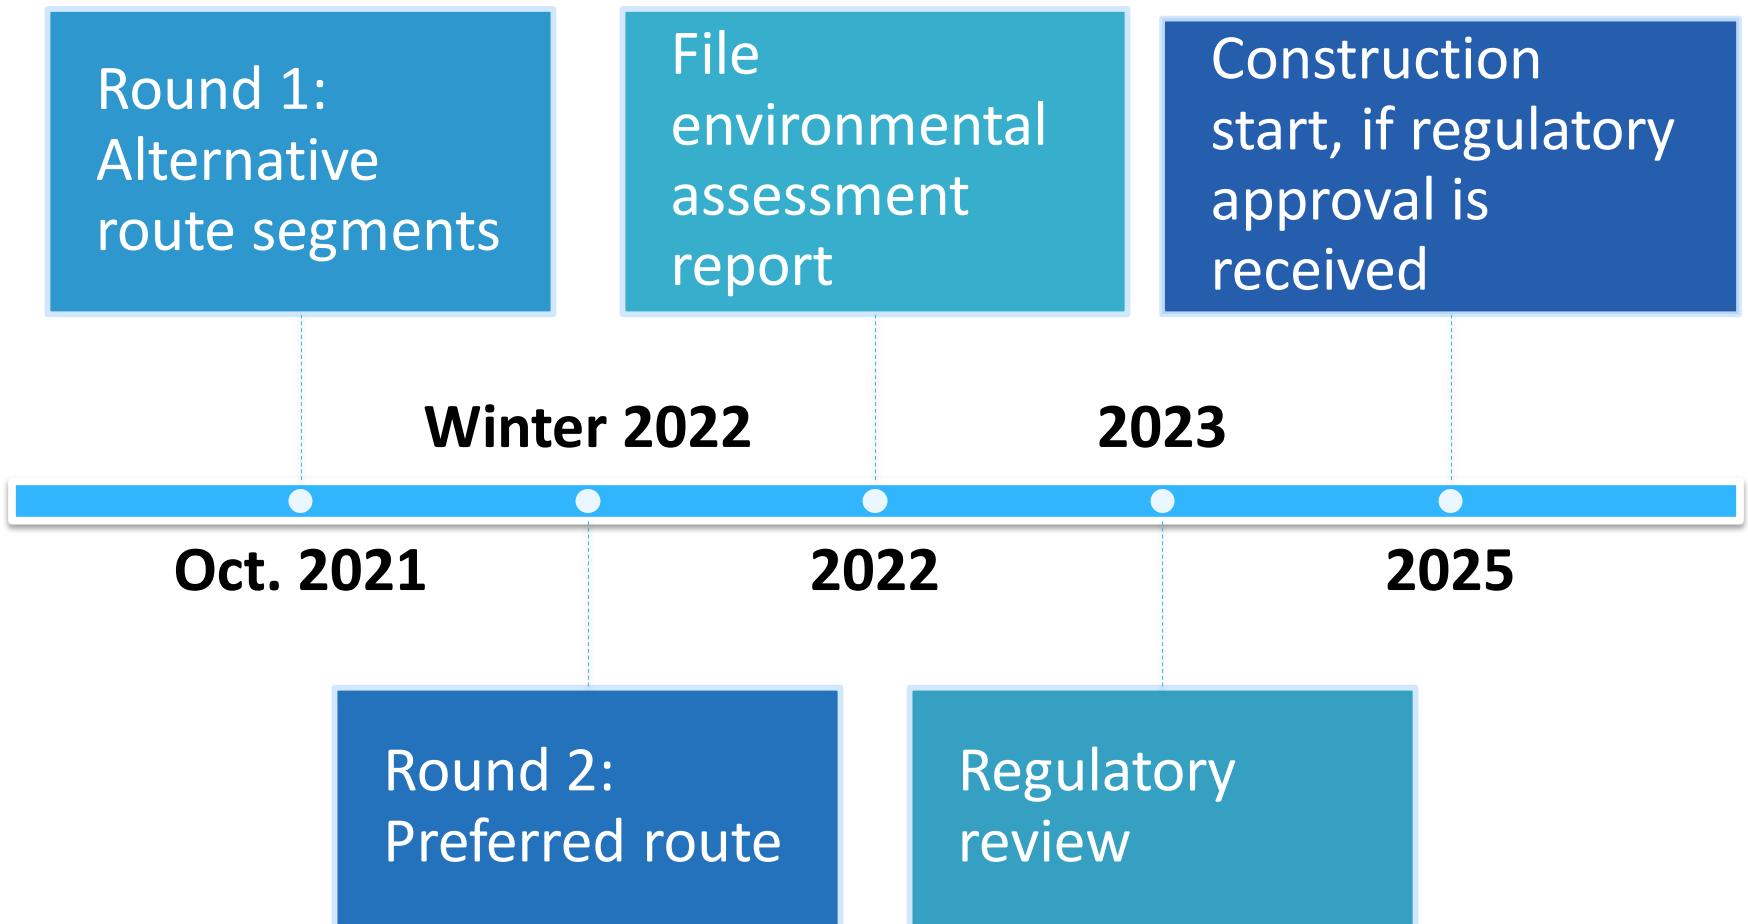 Round 1:
Alternative
route segments
File
environmental
assessment
report
Construction
start, if regulatory
approval is
received
Winter 2022
2023
Oct. 2021
2022
2025
Round 2:
Preferred route
Regulatory
review